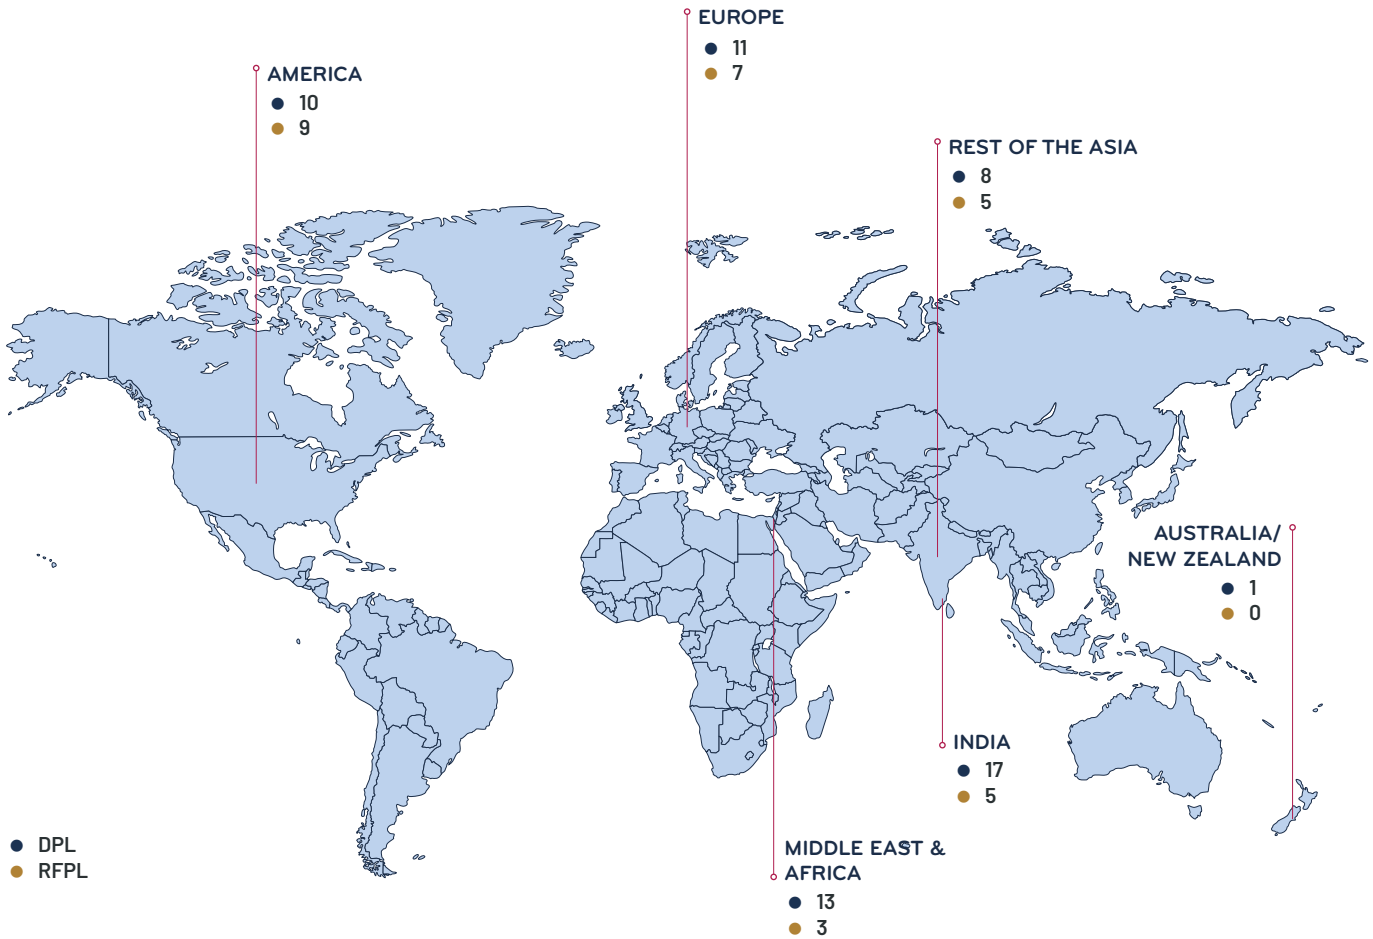 EUROPE
11
7
AMERICA
10
9
REST OF THE ASIA
8
5
AUSTRALIA/
NEW ZEALAND
1
0
INDIA
17
5
MIDDLE EAST &
AFRICA
13
3
DPL
RFPL